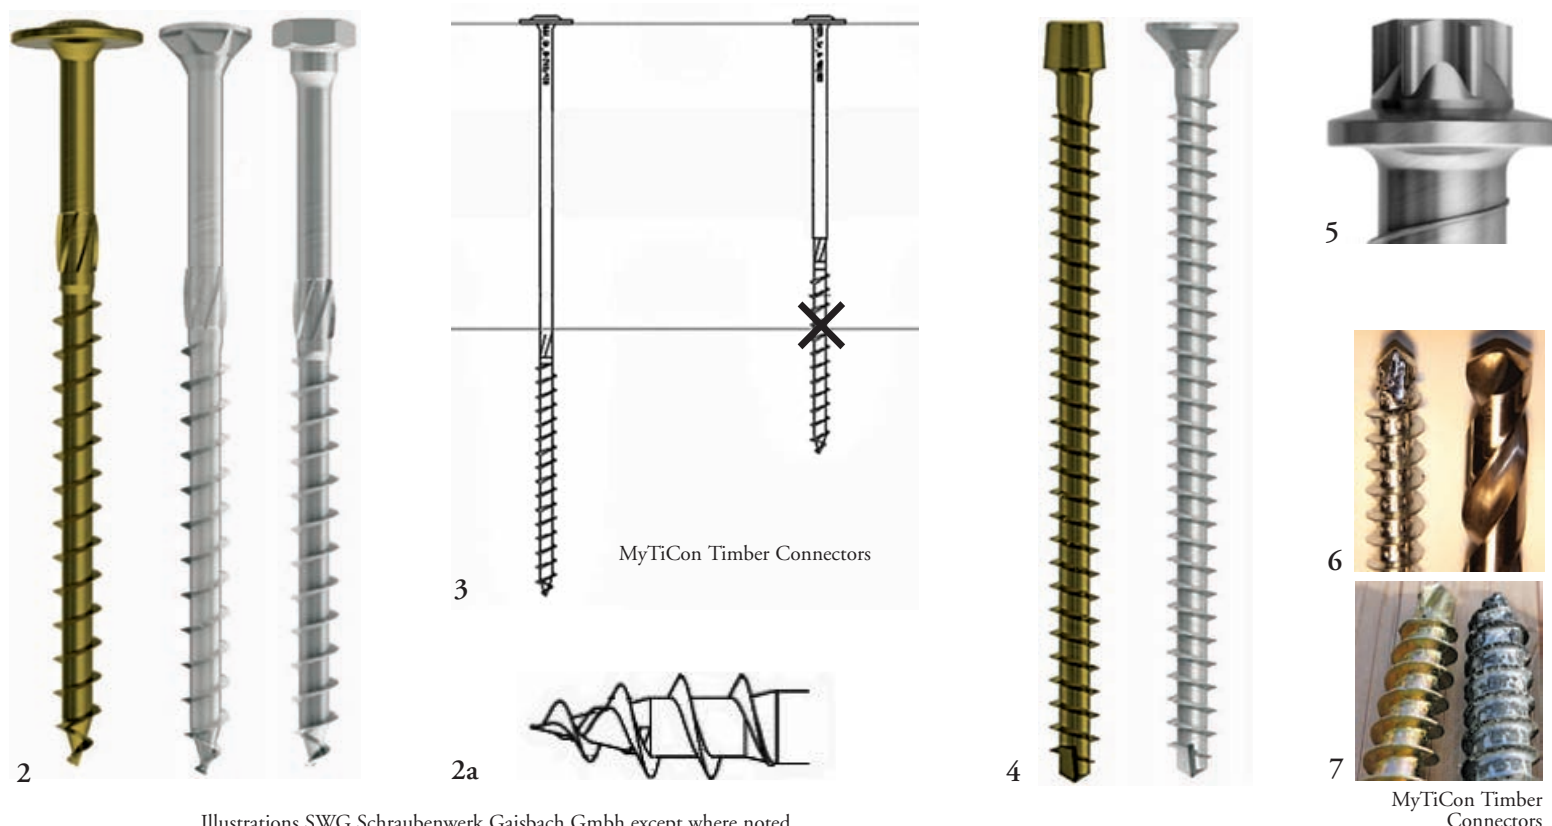 2
3
MyTiCon Timber Connectors
2a
4
5
6
7
MyTiCon Timber
Connectors
Illustrations SWG Schraubenwerk Gaisbach Gmbh except where noted